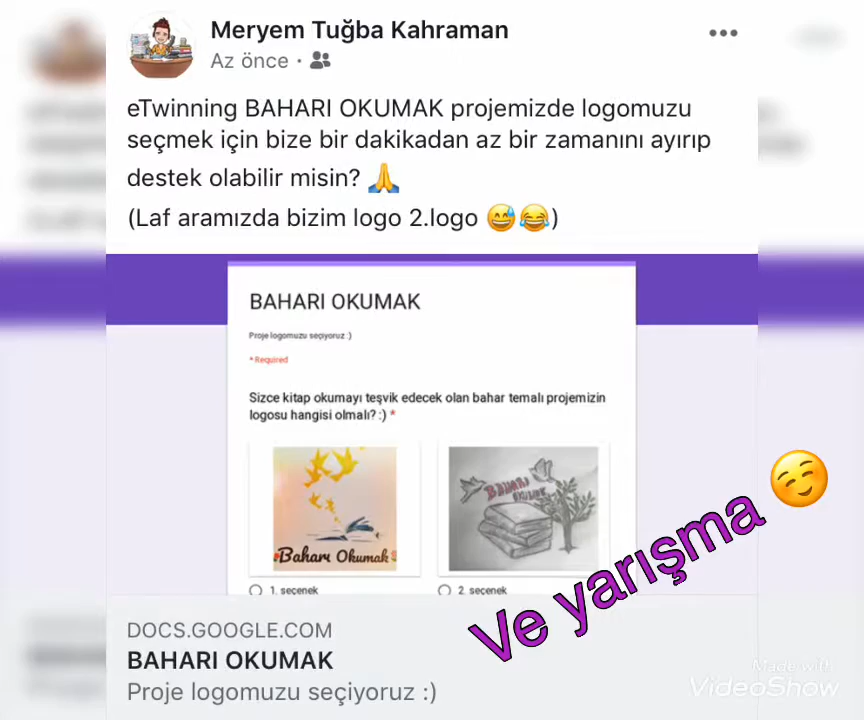 Meryem Tuğba Kahraman
Az önce ·
eTwinning BAHARI OKUMAK projemizde logomuzu
seçmek için bize bir dakikadan az bir zamanını ayırıp
destek olabilir misin? 🙏
(Laf aramızda bizim logo 2.logo 😅😂)
BAHARI OKUMAK
Proje logomuzu seçiyoruz :)
* Required
Sizce kitap okumayı teşvik edecek olan bahar temalı projemizin
logosu hangisi olmalı? :) *
Baharı Okumak
BAHARI
OKUMAK
1. seçenek
2. seçenek
Ve yarışma 😏
DOCS.GOOGLE.COM
BAHARI OKUMAK
Proje logomuzu seçiyoruz :)
Made with
VideoShow